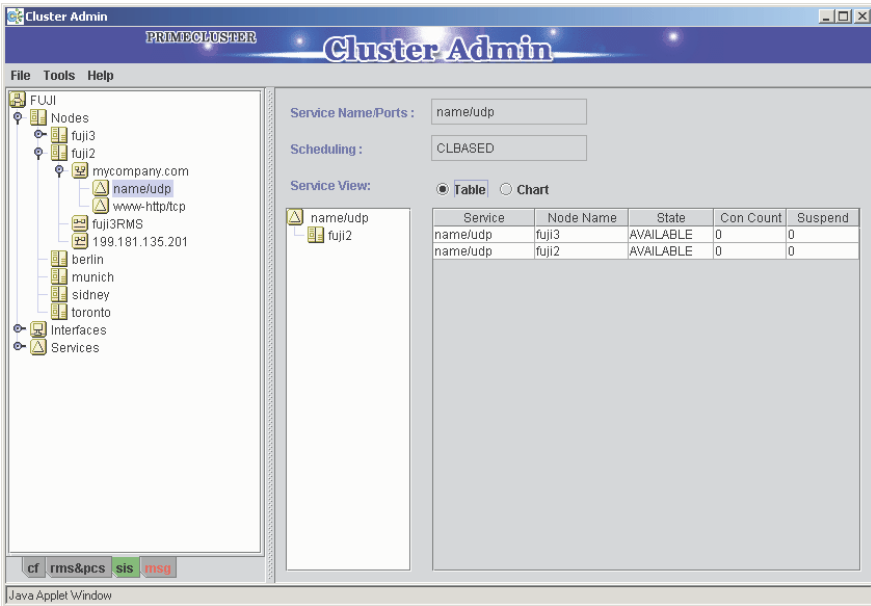 Cluster Admin
PRIMECLUSTER
Cluster Admin
File Tools Help
FUJI
Nodes
fuji3
fuji2
mycompany.com
name/udp
www-http/tcp
fuji3RMS
199.181.135.201
berlin
munich
sidney
toronto
Interfaces
Services
cf rms&pcs sis msg
Service Name/Ports : name/udp
Scheduling : CLBASED
Service View: Table Chart
name/udp
fuji2
Service Node Name State Con Count Suspend
name/udp fuji3 AVAILABLE 0 0
name/udp fuji2 AVAILABLE 0 0
Java Applet Window